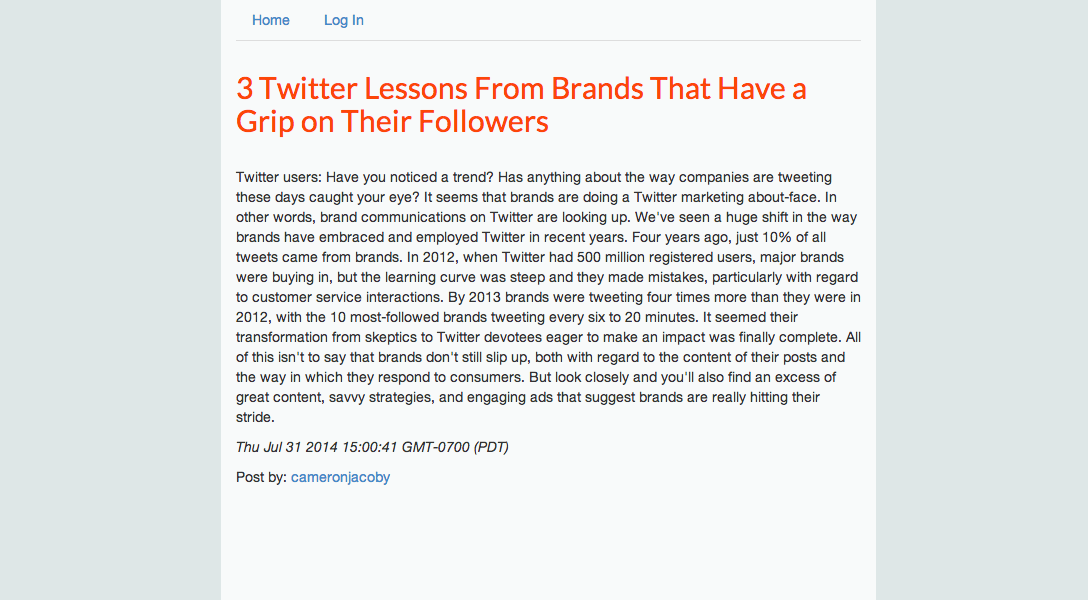 Home Log In
3 Twitter Lessons From Brands That Have a
Grip on Their Followers
Twitter users: Have you noticed a trend? Has anything about the way companies are tweeting
these days caught your eye? It seems that brands are doing a Twitter marketing about-face. In
other words, brand communications on Twitter are looking up. We've seen a huge shift in the way
brands have embraced and employed Twitter in recent years. Four years ago, just 10% of all
tweets came from brands. In 2012, when Twitter had 500 million registered users, major brands
were buying in, but the learning curve was steep and they made mistakes, particularly with regard
to customer service interactions. By 2013 brands were tweeting four times more than they were in
2012, with the 10 most-followed brands tweeting every six to 20 minutes. It seemed their
transformation from skeptics to Twitter devotees eager to make an impact was finally complete. All
of this isn't to say that brands don't still slip up, both with regard to the content of their posts and
the way in which they respond to consumers. But look closely and you'll also find an excess of
great content, savvy strategies, and engaging ads that suggest brands are really hitting their
stride.
Thu Jul 31 2014 15:00:41 GMT-0700 (PDT)
Post by: cameronjacoby